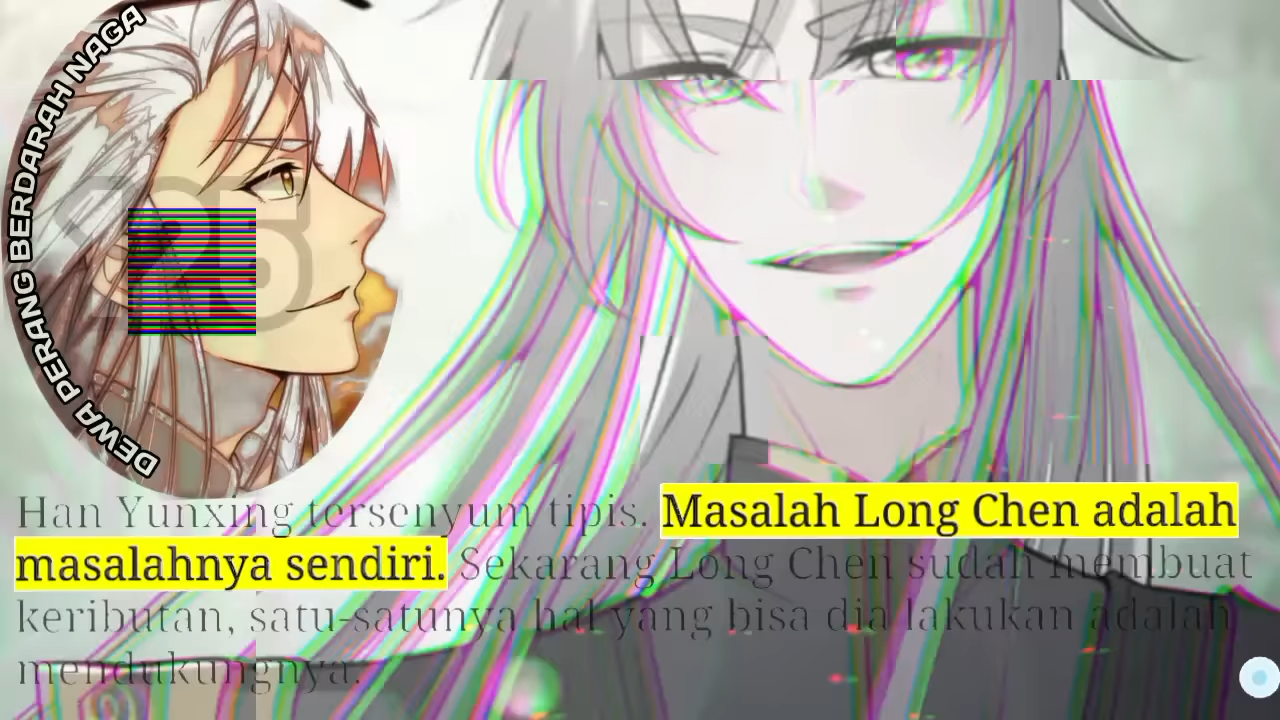 DEWA PERANG BERDARAH NAGA
125
Han Yunxing tersenyum tipis. Masalah Long Chen adalah
masalahnya sendiri. Sekarang Long Chen sudah membuat
keributan, satu-satunya hal yang bisa dia lakukan adalah
mendukungnya.